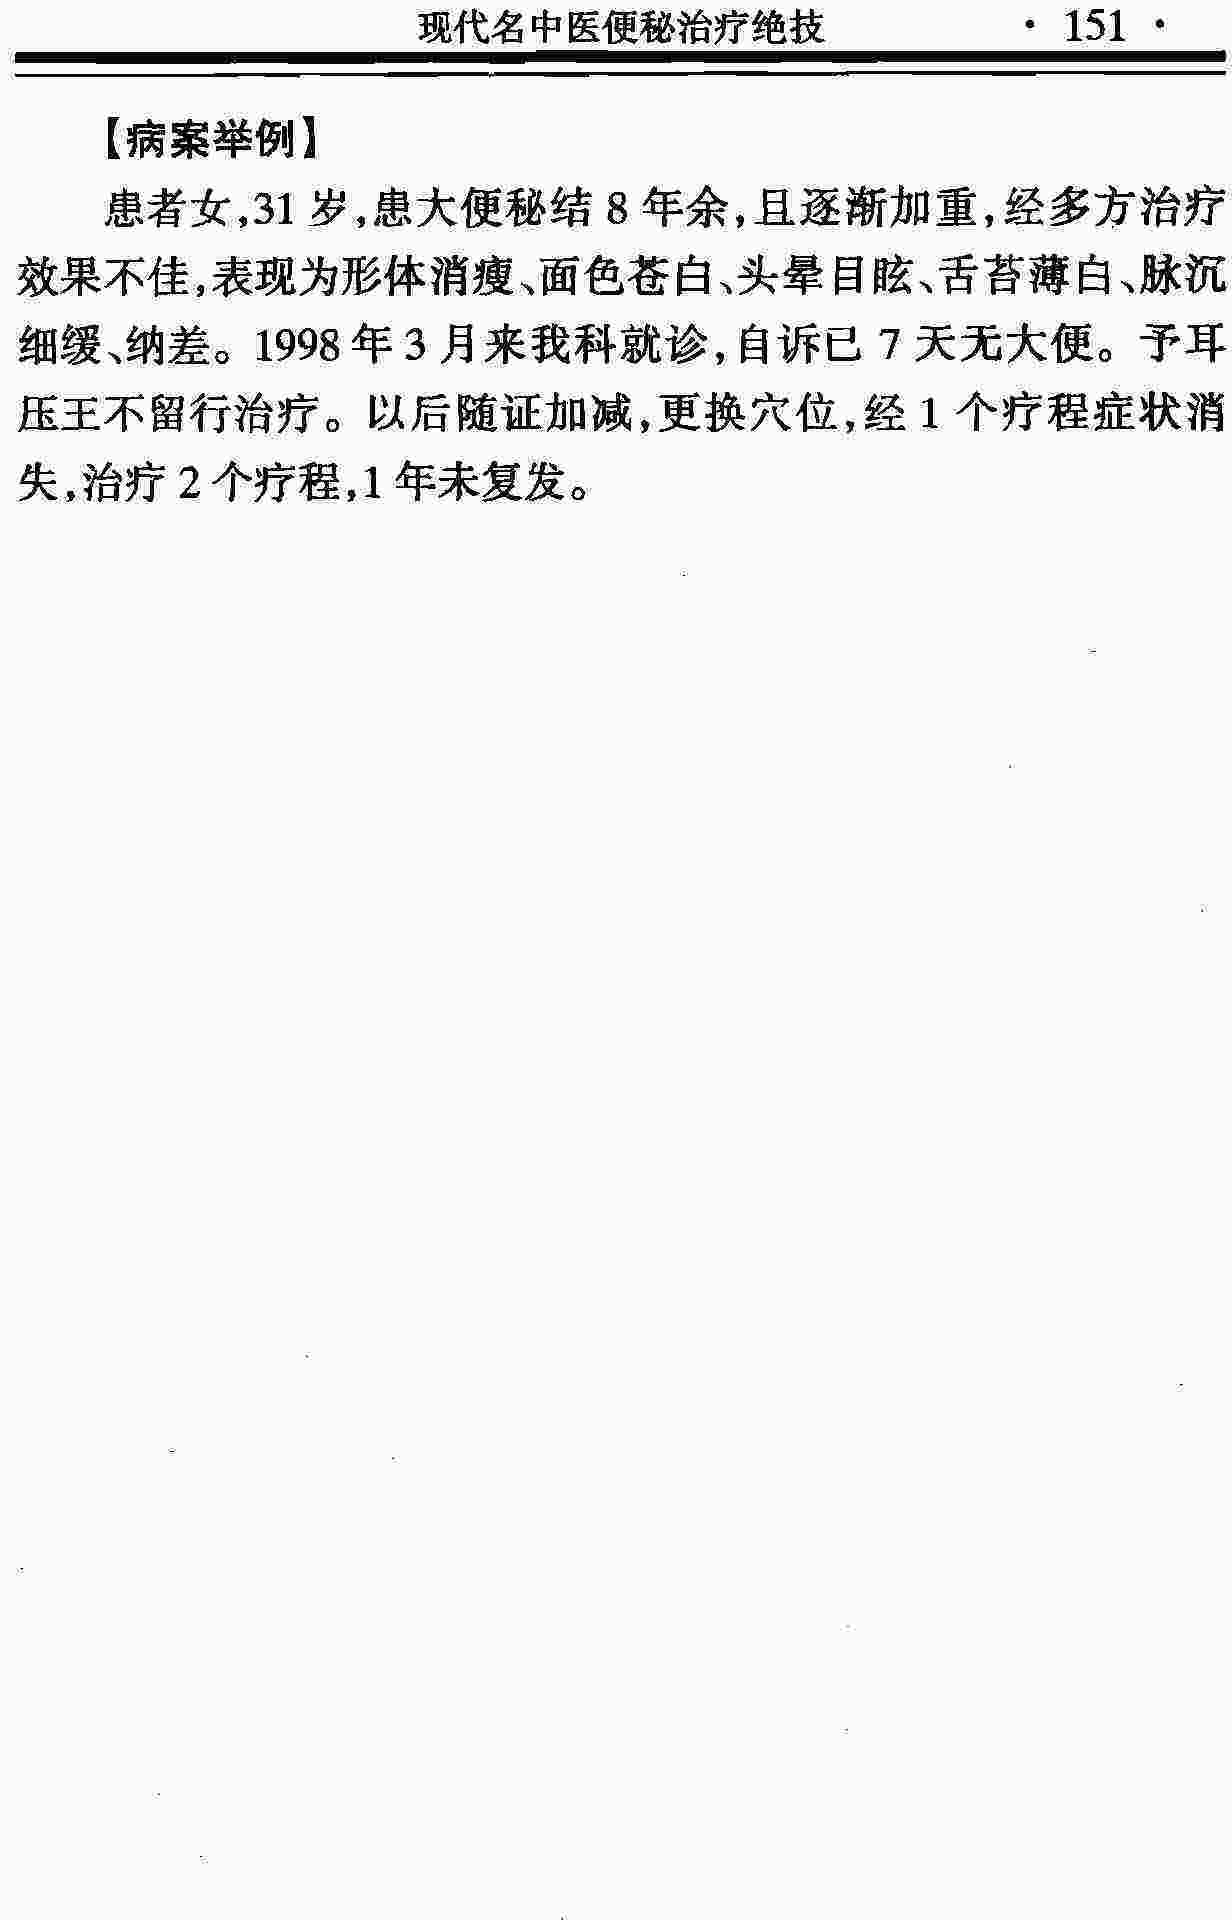 现代名中医便秘治疗绝技 · 151 ·
【病案举例】
患者女,31 岁,患大便秘结 8 年余,且逐渐加重,经多方治疗
效果不佳,表现为形体消瘦、面色苍白、头晕目眩、舌苔薄白、脉沉
细缓、纳差。1998 年 3 月来我科就诊,自诉已 7 天无大便。予耳
压王不留行治疗。以后随证加减,更换穴位,经 1 个疗程症状消
失,治疗 2 个疗程,1 年未复发。